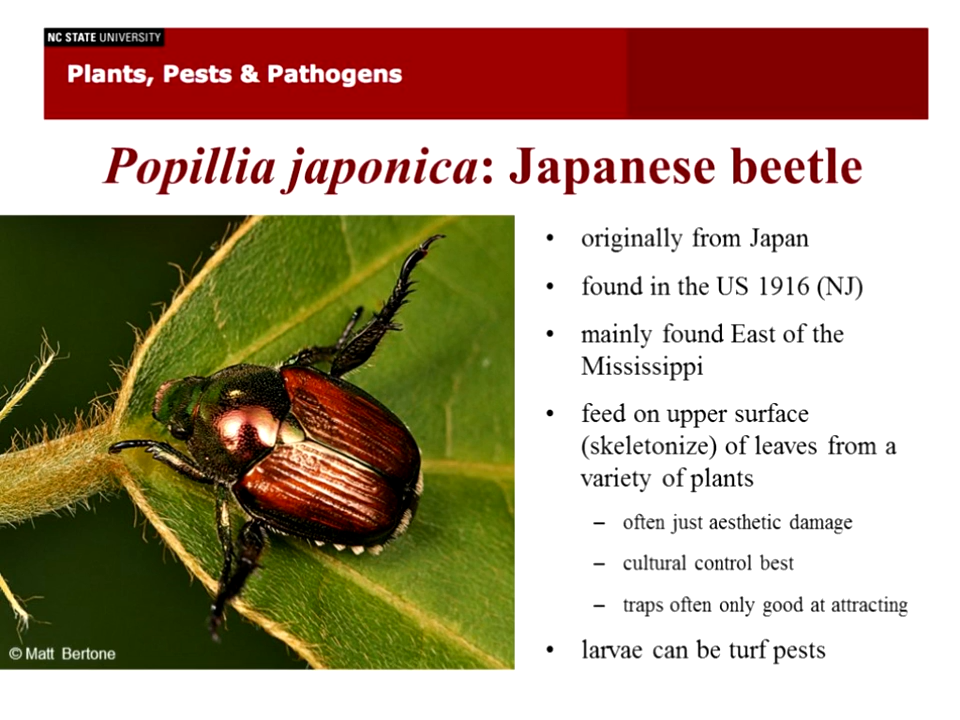 NC STATE UNIVERSITY
Plants, Pests & Pathogens
Popillia japonica: Japanese beetle
• originally from Japan
• found in the US 1916 (NJ)
• mainly found East of the
Mississippi
• feed on upper surface
(skeletonize) of leaves from a
variety of plants
– often just aesthetic damage
– cultural control best
– traps often only good at attracting
• larvae can be turf pests
© Matt Bertone